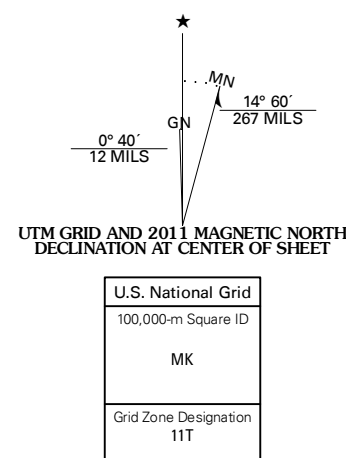 ★
MN
GN
14° 60´
267 MILS
0° 40´
12 MILS
UTM GRID AND 2011 MAGNETIC NORTH
DECLINATION AT CENTER OF SHEET
U.S. National Grid
100,000-m Square ID
MK
Grid Zone Designation
11T